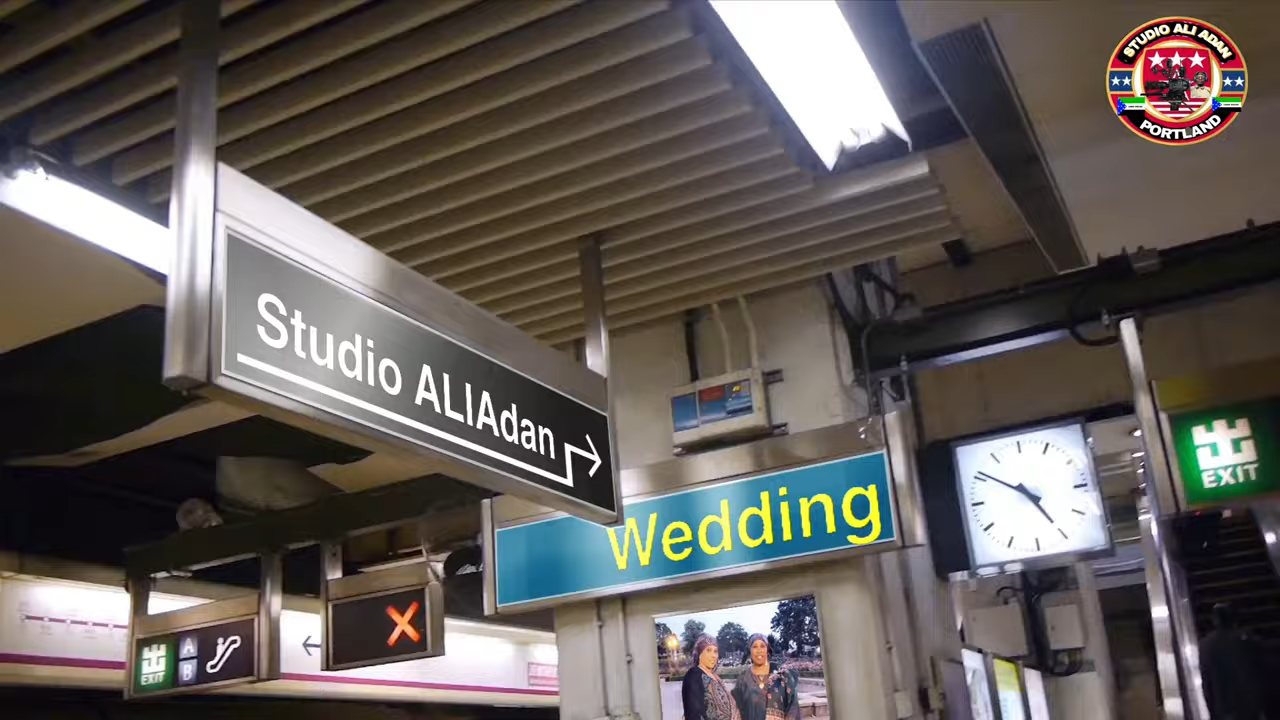 STUDIO ALI ADAN
PORTLAND
Studio ALIAdan
Wedding
EXIT
EXIT
A
B